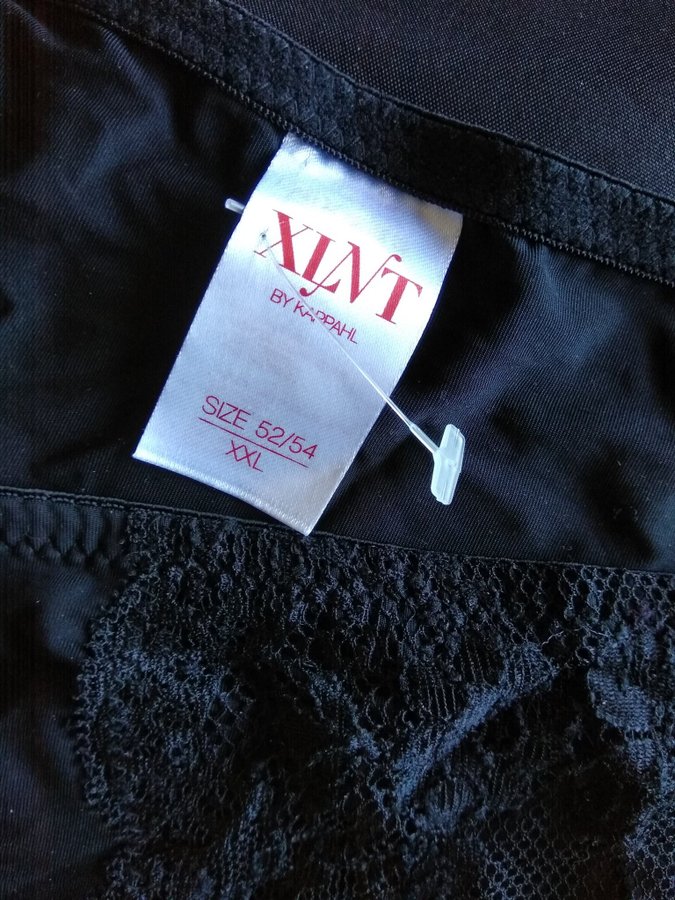 XLNT
BY KAPPAHL
SIZE 52/54
XXL